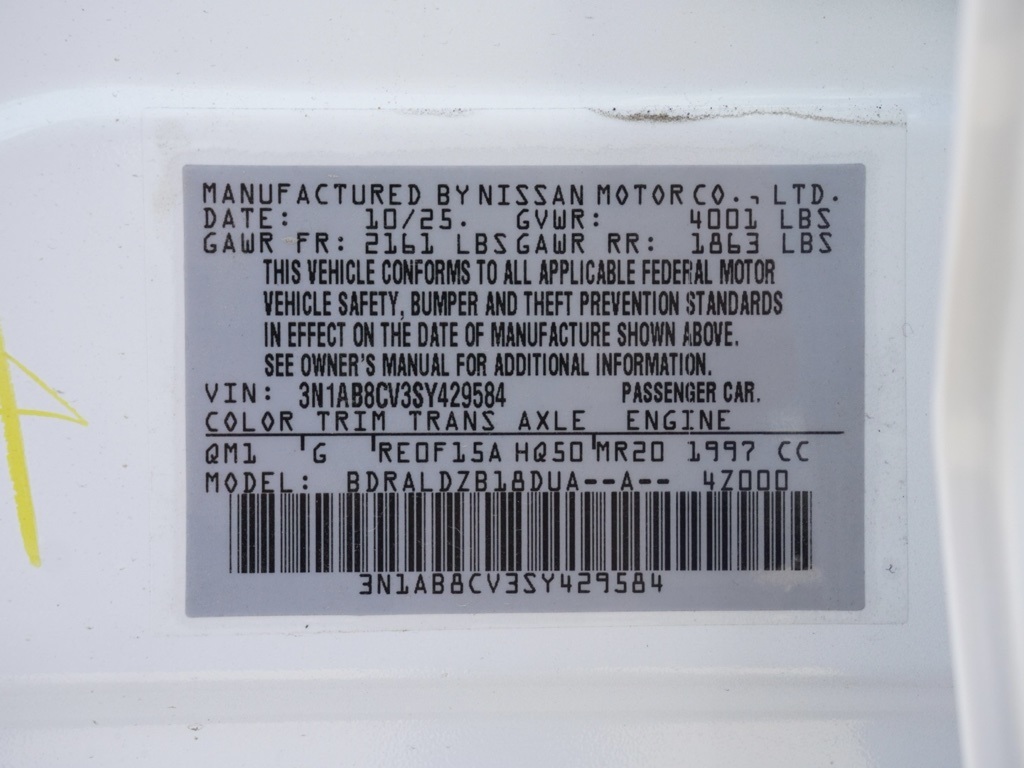 MANUFACTURED BY NISSAN MOTOR CO., LTD.
DATE: 10/25. GVWR: 4001 LBS
GAWR FR: 2161 LBS GAWR RR: 1863 LBS
THIS VEHICLE CONFORMS TO ALL APPLICABLE FEDERAL MOTOR
VEHICLE SAFETY, BUMPER AND THEFT PREVENTION STANDARDS
IN EFFECT ON THE DATE OF MANUFACTURE SHOWN ABOVE.
SEE OWNER'S MANUAL FOR ADDITIONAL INFORMATION.
VIN: 3N1AB8CV3SY429584 PASSENGER CAR.
COLOR TRIM TRANS AXLE ENGINE
QM1 G RE0F15A HQ50 MR20 1997 CC
MODEL: BDRALDZB18DUA--A-- 4Z000
3N1AB8CV3SY429584